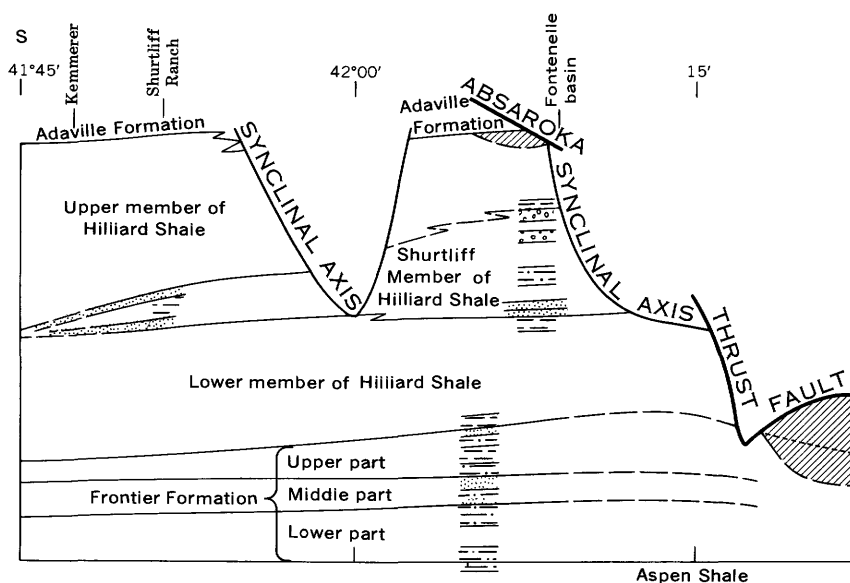 S
41°45'
Kemmerer
Shurtliff
Ranch
42°00'
Fontenelle
basin
15'
Adaville Formation
Adaville
Formation
ABSAROKA
SYNCLINAL AXIS
SYNCLINAL AXIS
THRUST FAULT
Upper member of
Hilliard Shale
Shurtliff
Member of
Hilliard Shale
Lower member of Hilliard Shale
Frontier Formation
Upper part
Middle part
Lower part
Aspen Shale